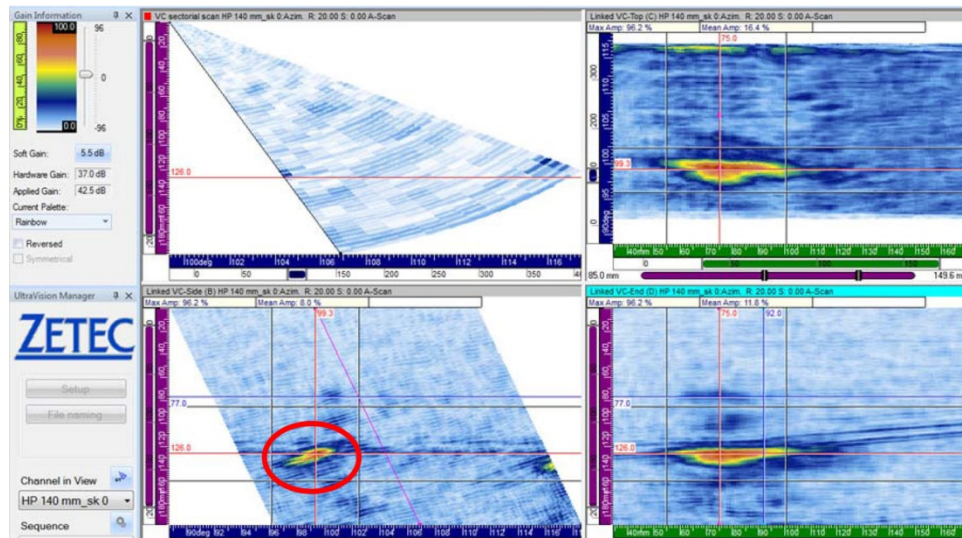 Gain Information
100.0
96
0
-96
0.0
Soft Gain: 5.5 dB
Hardware Gain: 37.0 dB
Applied Gain: 42.5 dB
Current Palette:
Rainbow
Reversed
Symmetrical
UltraVision Manager
ZETEC
Setup
File naming
Channel in View
HP 140 mm_sk 0
Sequence
VC sectorial scan HP 140 mm_sk 0:Azim. R: 20.00 S: 0.00 A-Scan
126.0
0 50 100 150 200 250 300 350
Linked VC-Top (C) HP 140 mm_sk 0:Azim. R: 20.00 S: 0.00 A-Scan
Max Amp: 96.2 % Mean Amp: 16.4 %
75.0
99.3
85.0 mm
149.6 m
Linked VC-Side (B) HP 140 mm_sk 0:Azim. R: 20.00 S: 0.00 A-Scan
Max Amp: 96.2 % Mean Amp: 8.0 %
99.3
77.0
126.0
Linked VC-End (D) HP 140 mm_sk 0:Azim. R: 20.00 S: 0.00 A-Scan
Max Amp: 96.2 % Mean Amp: 11.8 %
75.0 92.0
77.0
126.0